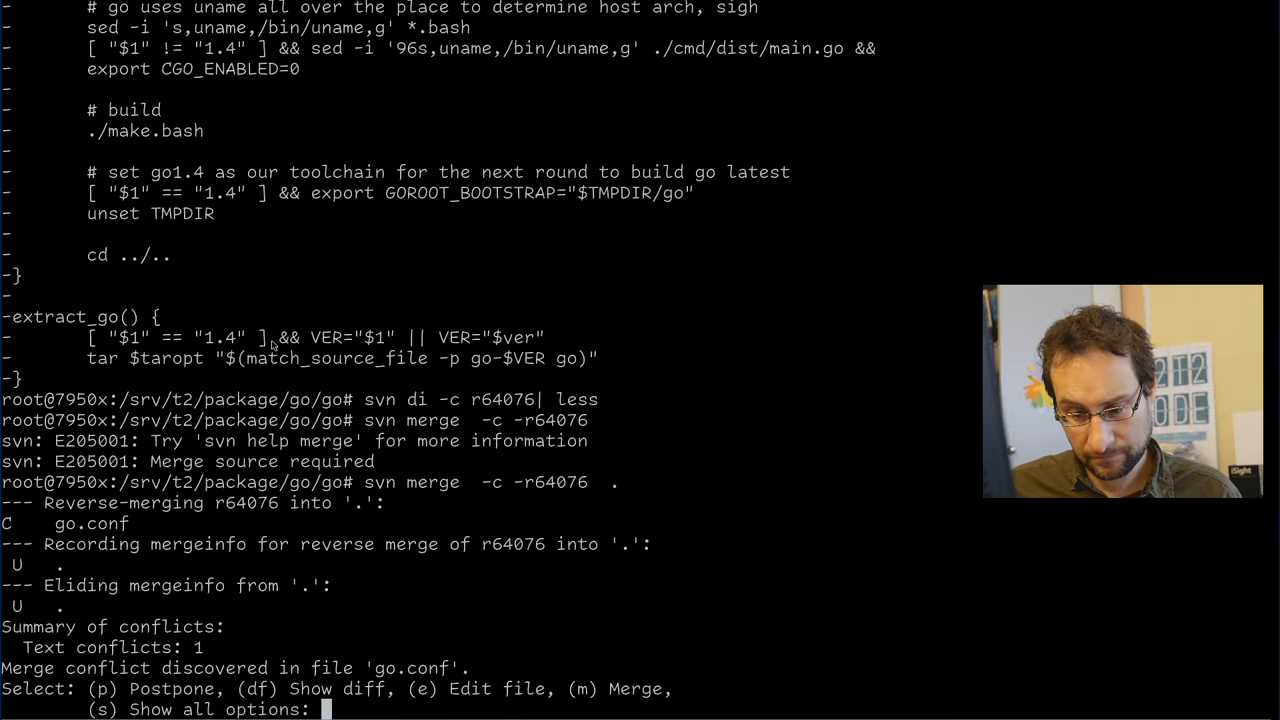 -       # go uses uname all over the place to determine host arch, sigh
-       sed -i 's,uname,/bin/uname,g' *.bash
-       [ "$1" != "1.4" ] && sed -i '96s,uname,/bin/uname,g' ./cmd/dist/main.go &&
-       export CGO_ENABLED=0
-
-       # build
-       ./make.bash
-
-       # set go1.4 as our toolchain for the next round to build go latest
-       [ "$1" == "1.4" ] && export GOROOT_BOOTSTRAP="$TMPDIR/go"
-       unset TMPDIR
-
-       cd ../..
-}
-
-extract_go() {
-       [ "$1" == "1.4" ] && VER="$1" || VER="$ver"
-       tar $taropt "$(match_source_file -p go-$VER go)"
-}
root@7950x:/srv/t2/package/go/go# svn di -c r64076| less
root@7950x:/srv/t2/package/go/go# svn merge  -c -r64076
svn: E205001: Try 'svn help merge' for more information
svn: E205001: Merge source required
root@7950x:/srv/t2/package/go/go# svn merge  -c -r64076  .
--- Reverse-merging r64076 into '.':
C    go.conf
--- Recording mergeinfo for reverse merge of r64076 into '.':
 U   .
--- Eliding mergeinfo from '.':
 U   .
Summary of conflicts:
  Text conflicts: 1
Merge conflict discovered in file 'go.conf'.
Select: (p) Postpone, (df) Show diff, (e) Edit file, (m) Merge,
        (s) Show all options:
T2
ODE
iSight